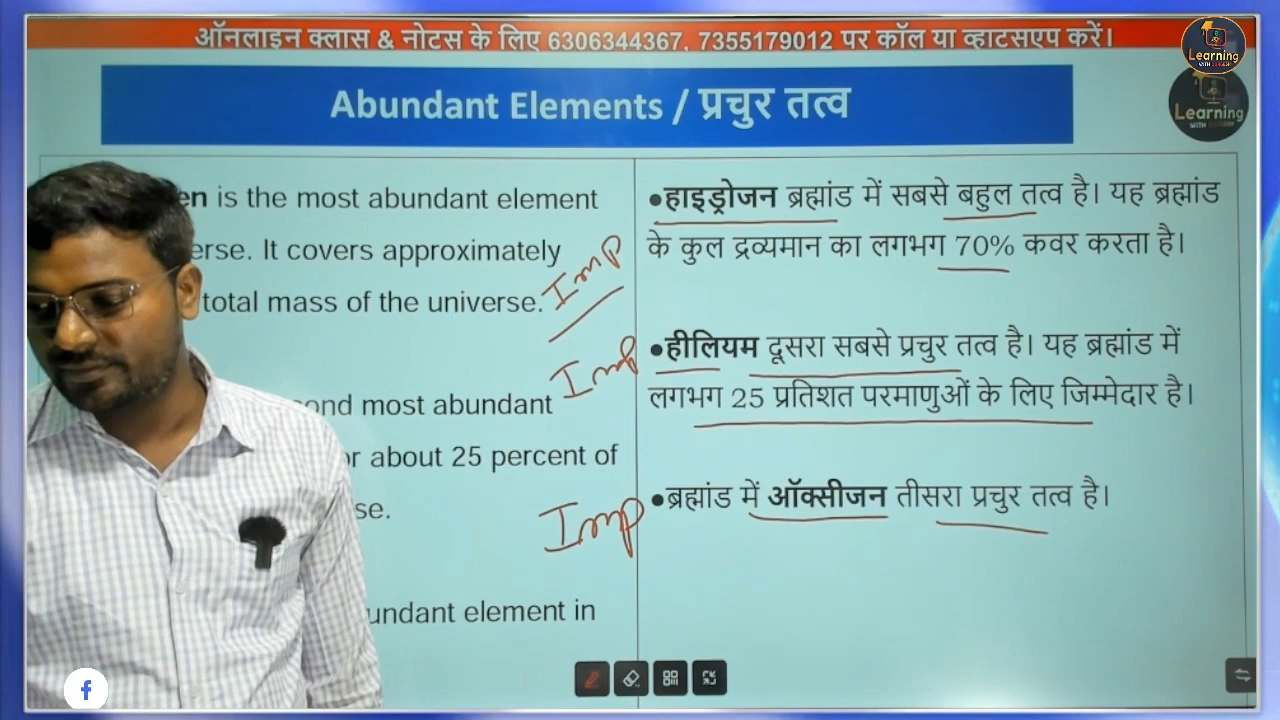 ऑनलाइन क्लास & नोटस के लिए 6306344367, 7355179012 पर कॉल या व्हाटसएप करें।
Learning
Learning
Abundant Elements / प्रचुर तत्व
en is the most abundant element
erse. It covers approximately
total mass of the universe.
Imp
Imp
ond most abundant
or about 25 percent of
se.
Imp
undant element in
•हाइड्रोजन ब्रह्मांड में सबसे बहुल तत्व है। यह ब्रह्मांड
के कुल द्रव्यमान का लगभग 70% कवर करता है।
•हीलियम दूसरा सबसे प्रचुर तत्व है। यह ब्रह्मांड में
लगभग 25 प्रतिशत परमाणुओं के लिए जिम्मेदार है।
•ब्रह्मांड में ऑक्सीजन तीसरा प्रचुर तत्व है।
f